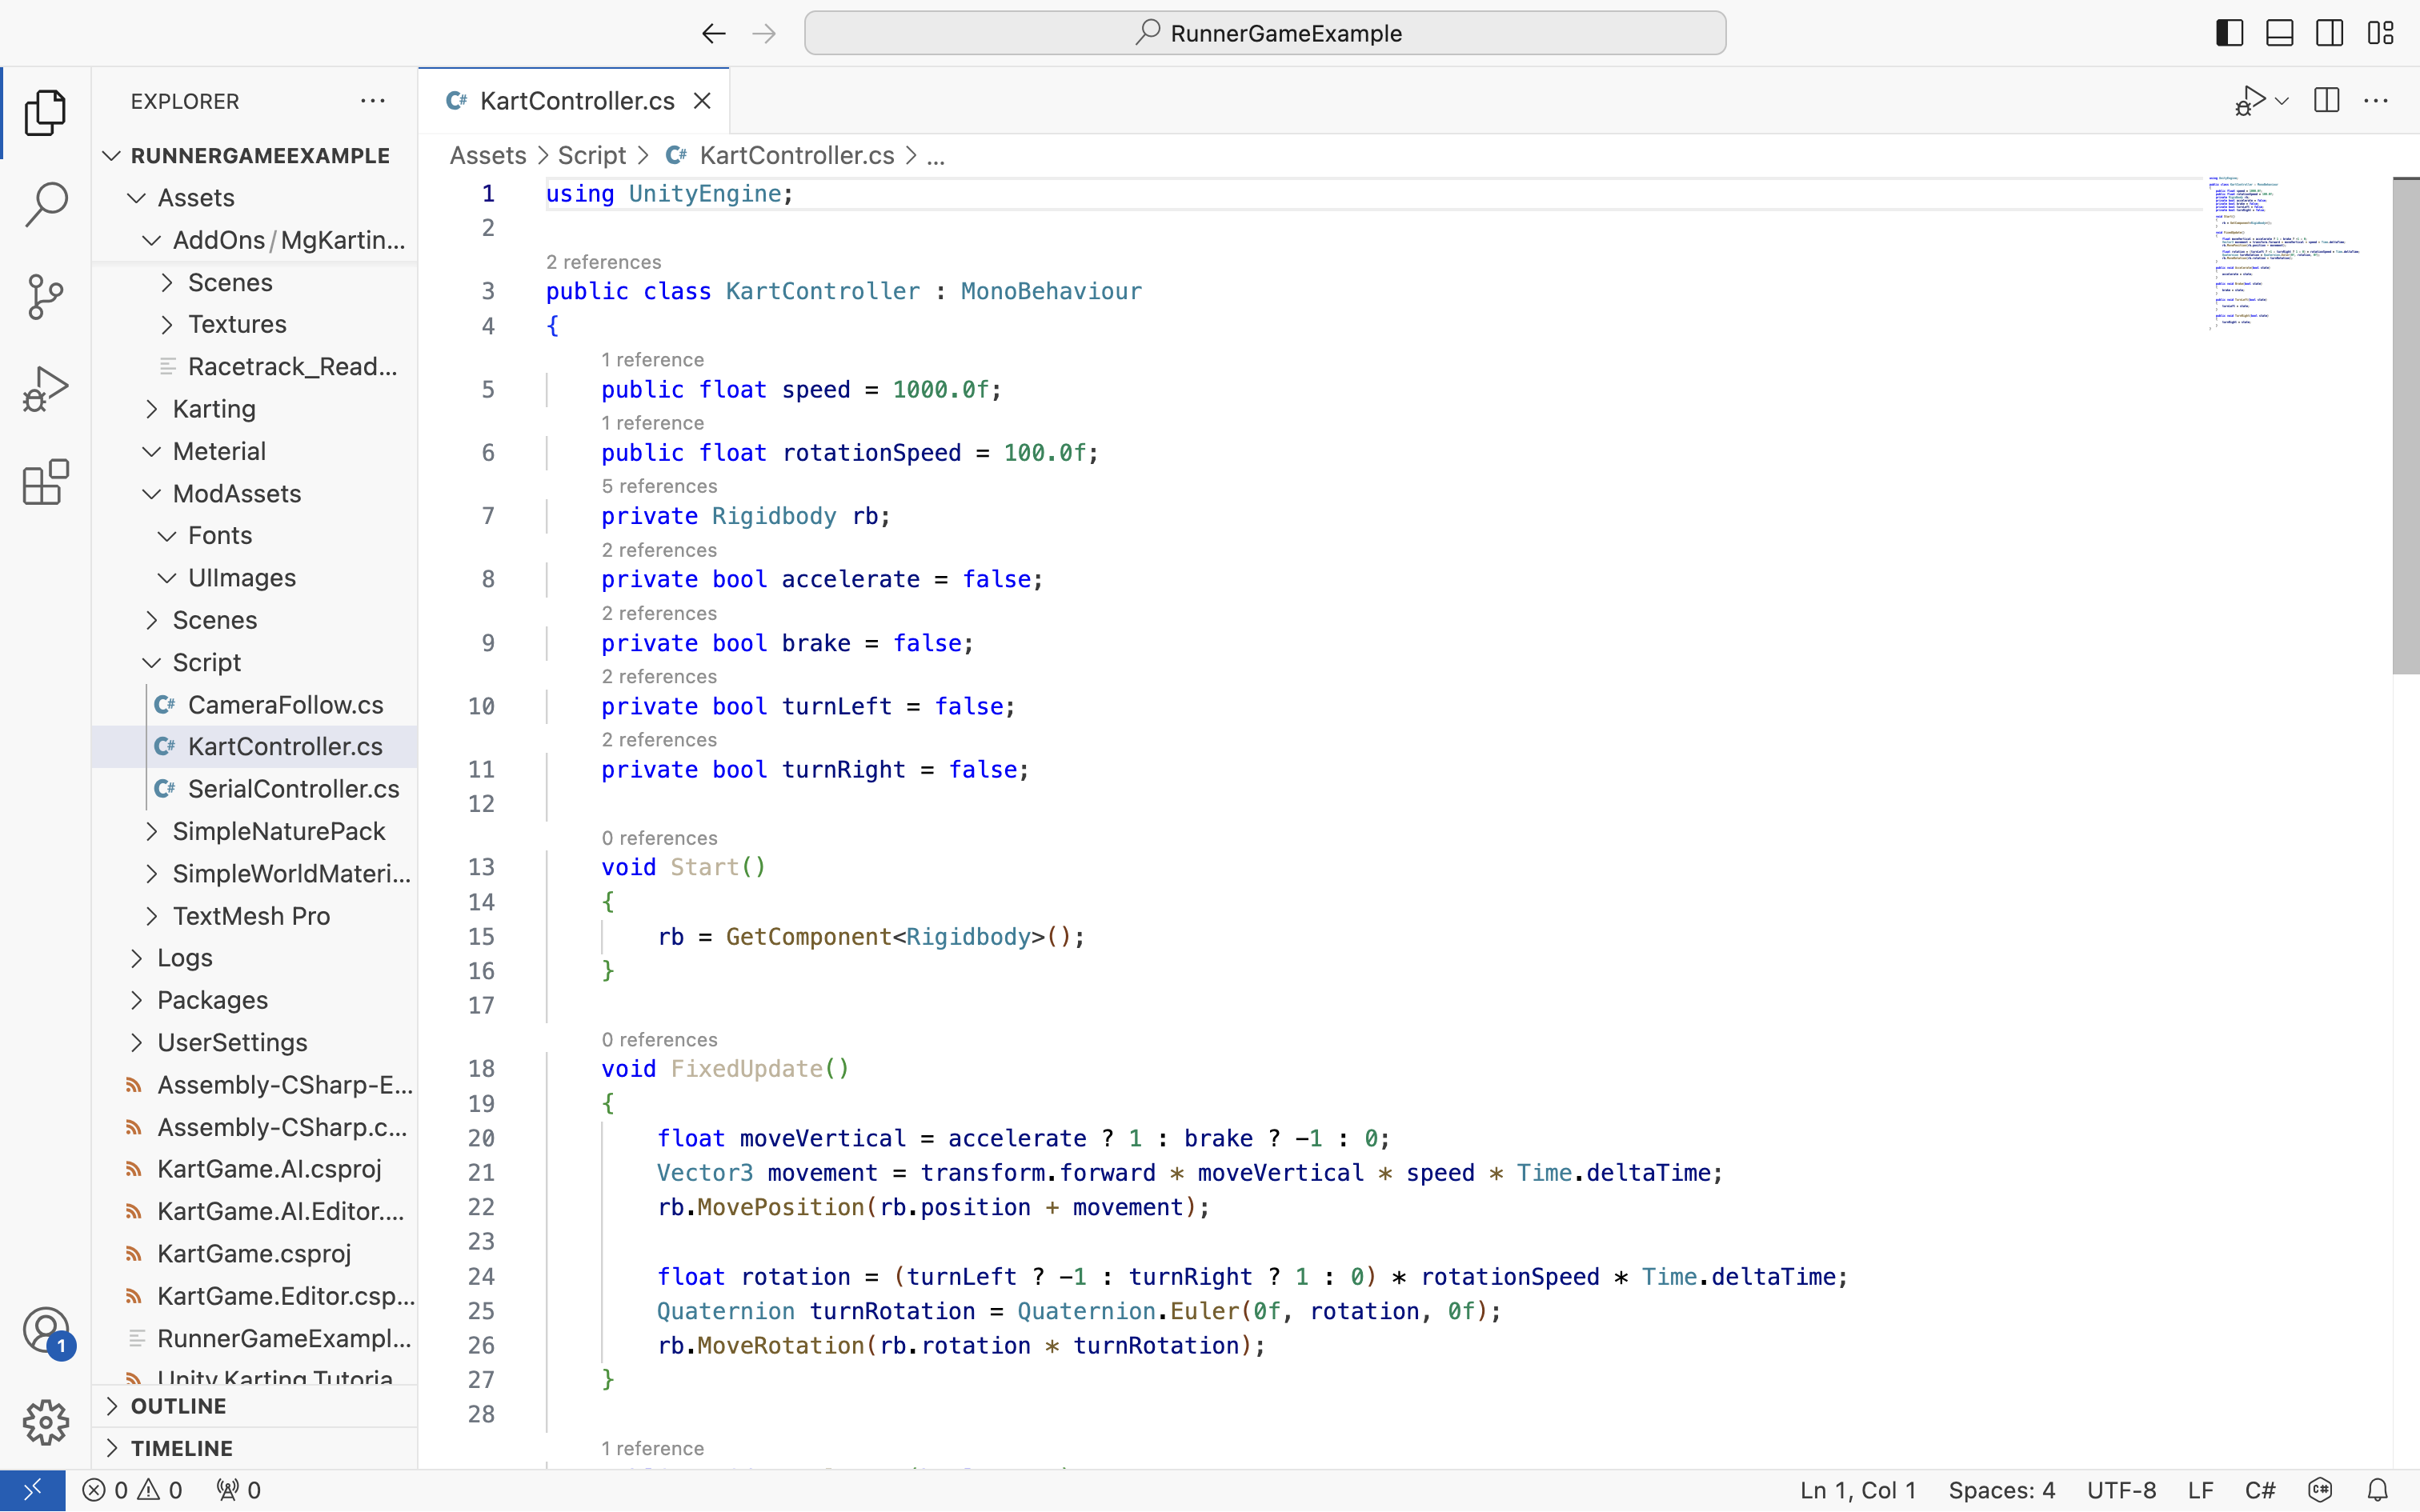 RunnerGameExample
EXPLORER
RUNNERGAMEEXAMPLE
Assets
AddOns/MgKartin...
Scenes
Textures
Racetrack_Read...
Karting
Meterial
ModAssets
Fonts
UIImages
Scenes
Script
CameraFollow.cs
KartController.cs
SerialController.cs
SimpleNaturePack
SimpleWorldMateri...
TextMesh Pro
Logs
Packages
UserSettings
Assembly-CSharp-E...
Assembly-CSharp.c...
KartGame.AI.csproj
KartGame.AI.Editor....
KartGame.csproj
KartGame.Editor.csp...
RunnerGameExampl...
Unity.Karting.Tutoria
OUTLINE
TIMELINE
1
KartController.cs
Assets > Script > KartController.cs > ...
1 using UnityEngine;
2
2 references
3 public class KartController : MonoBehaviour
4 {
1 reference
5 public float speed = 1000.0f;
1 reference
6 public float rotationSpeed = 100.0f;
5 references
7 private Rigidbody rb;
2 references
8 private bool accelerate = false;
2 references
9 private bool brake = false;
2 references
10 private bool turnLeft = false;
2 references
11 private bool turnRight = false;
12
0 references
13 void Start()
14 {
15 rb = GetComponent<Rigidbody>();
16 }
17
0 references
18 void FixedUpdate()
19 {
20 float moveVertical = accelerate ? 1 : brake ? -1 : 0;
21 Vector3 movement = transform.forward * moveVertical * speed * Time.deltaTime;
22 rb.MovePosition(rb.position + movement);
23
24 float rotation = (turnLeft ? -1 : turnRight ? 1 : 0) * rotationSpeed * Time.deltaTime;
25 Quaternion turnRotation = Quaternion.Euler(0f, rotation, 0f);
26 rb.MoveRotation(rb.rotation * turnRotation);
27 }
28
1 reference
0 0 0
Ln 1, Col 1 Spaces: 4 UTF-8 LF C#